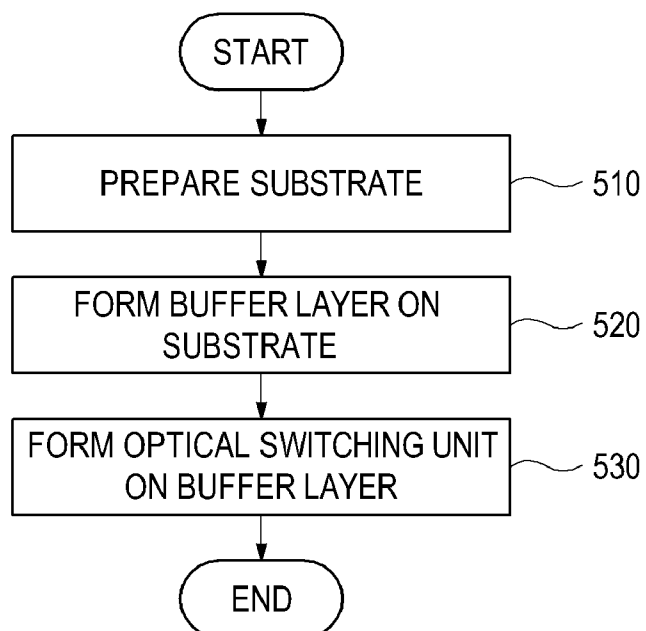 START
PREPARE SUBSTRATE
510
FORM BUFFER LAYER ON
SUBSTRATE
520
FORM OPTICAL SWITCHING UNIT
ON BUFFER LAYER
530
END